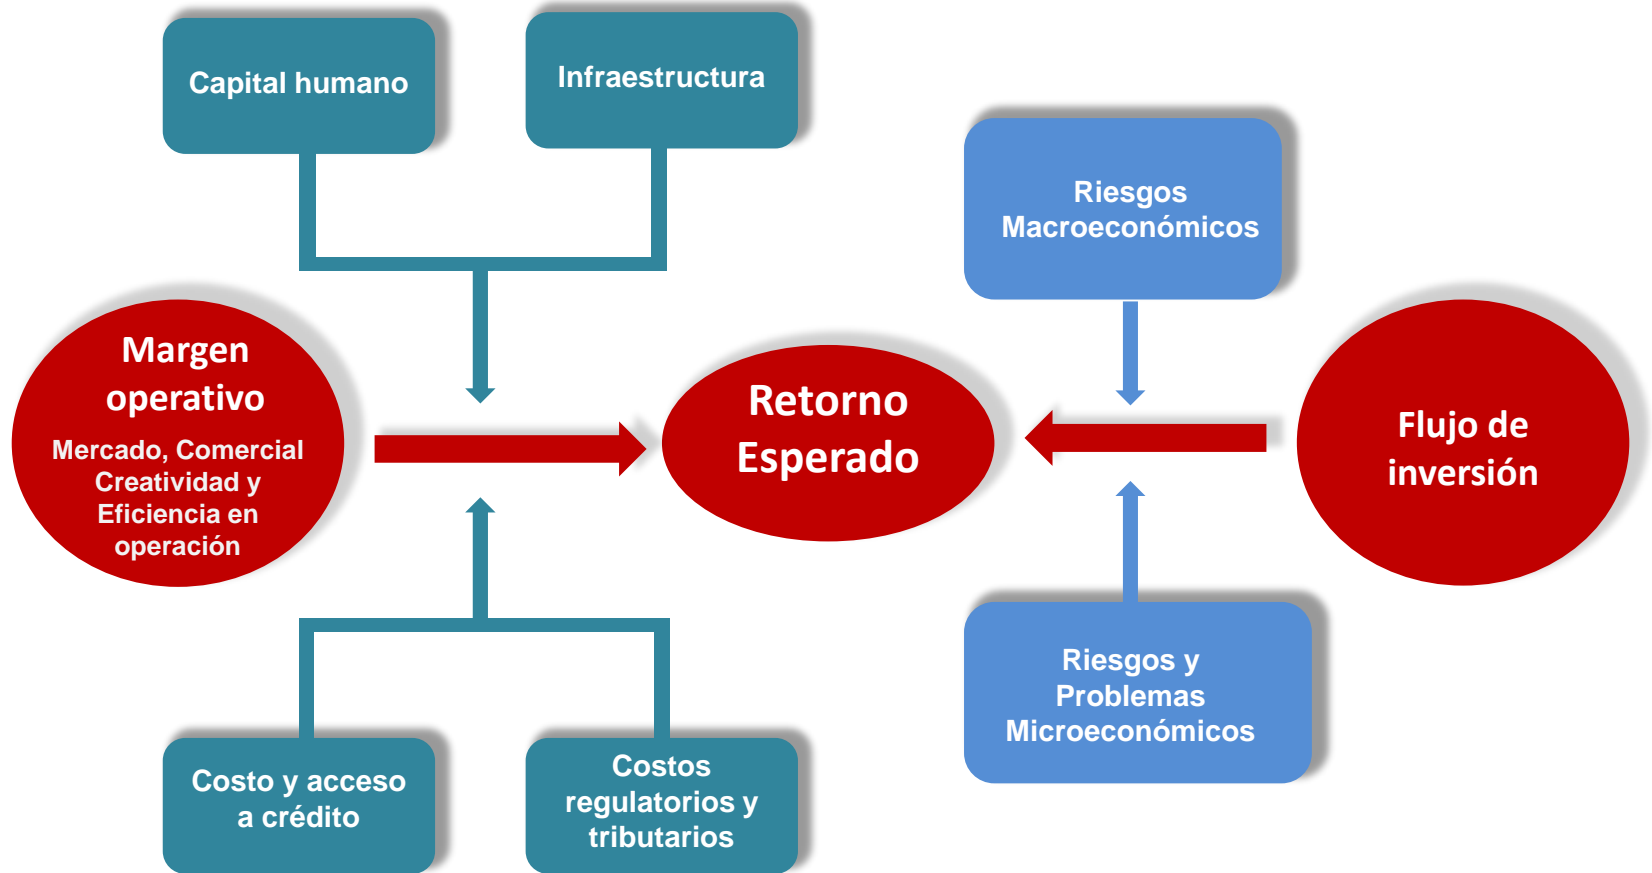 Capital humano
Infraestructura
Riesgos
Macroeconómicos
Margen
operativo
Mercado, Comercial
Creatividad y
Eficiencia en
operación
Retorno
Esperado
Flujo de
inversión
Costo y acceso
a crédito
Costos
regulatorios y
tributarios
Riesgos y
Problemas
Microeconómicos